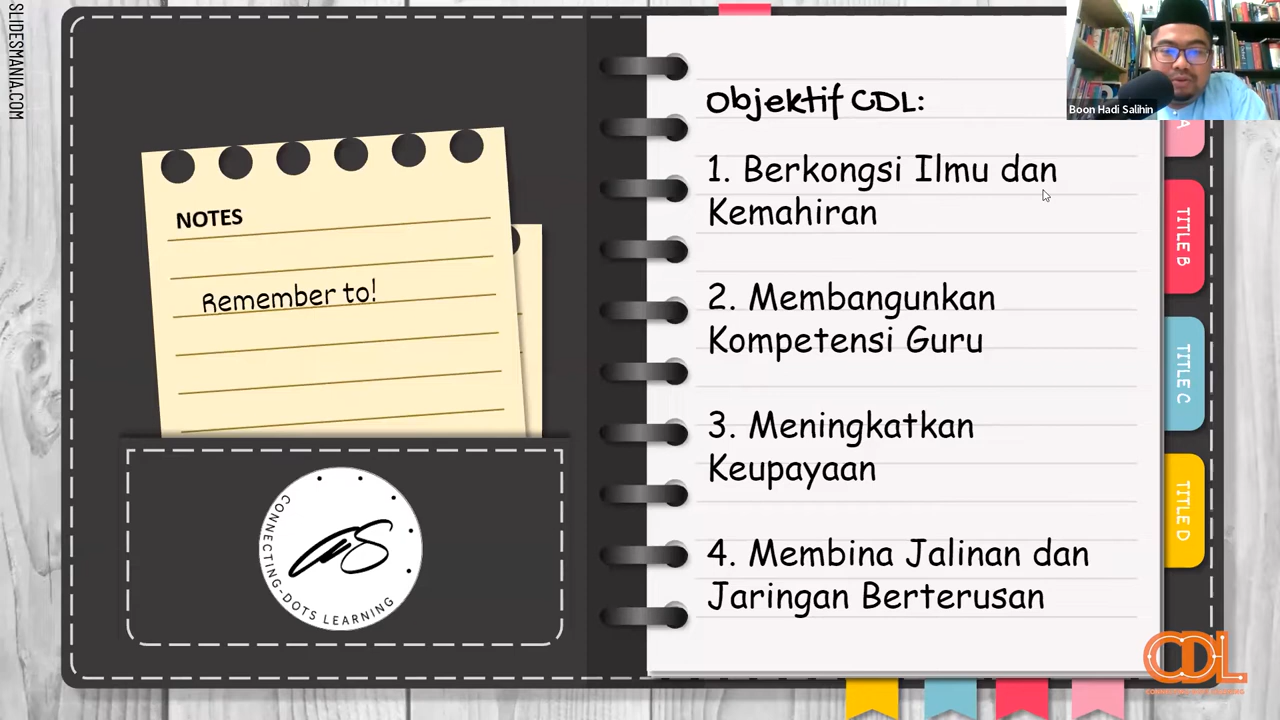 SLIDESMANIA.COM
NOTES
Remember to!
CONNECTING-DOTS LEARNING
Objektif CDL:
1. Berkongsi Ilmu dan
Kemahiran
2. Membangunkan
Kompetensi Guru
3. Meningkatkan
Keupayaan
4. Membina Jalinan dan
Jaringan Berterusan
Boon Hadi Salihin
A
TITLE B
TITLE C
TITLE D
CDL